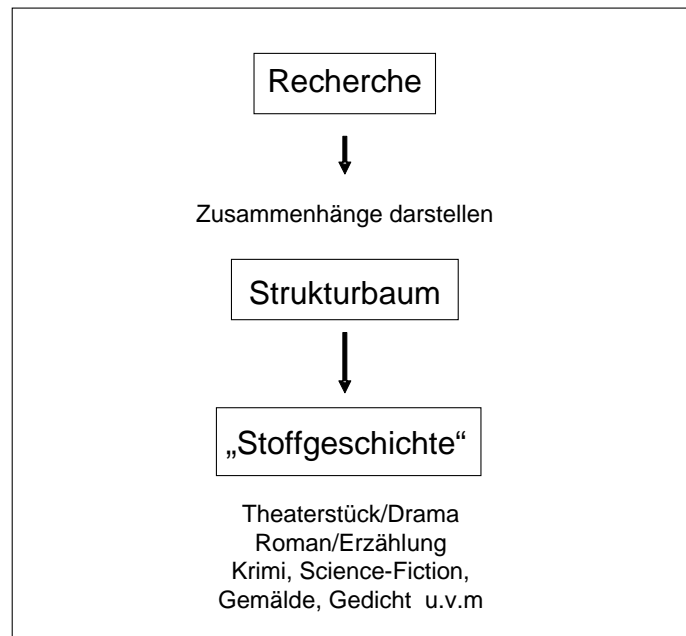 Recherche
Zusammenhänge darstellen
Strukturbaum
„Stoffgeschichte“
Theaterstück/Drama
Roman/Erzählung
Krimi, Science-Fiction,
Gemälde, Gedicht u.v.m